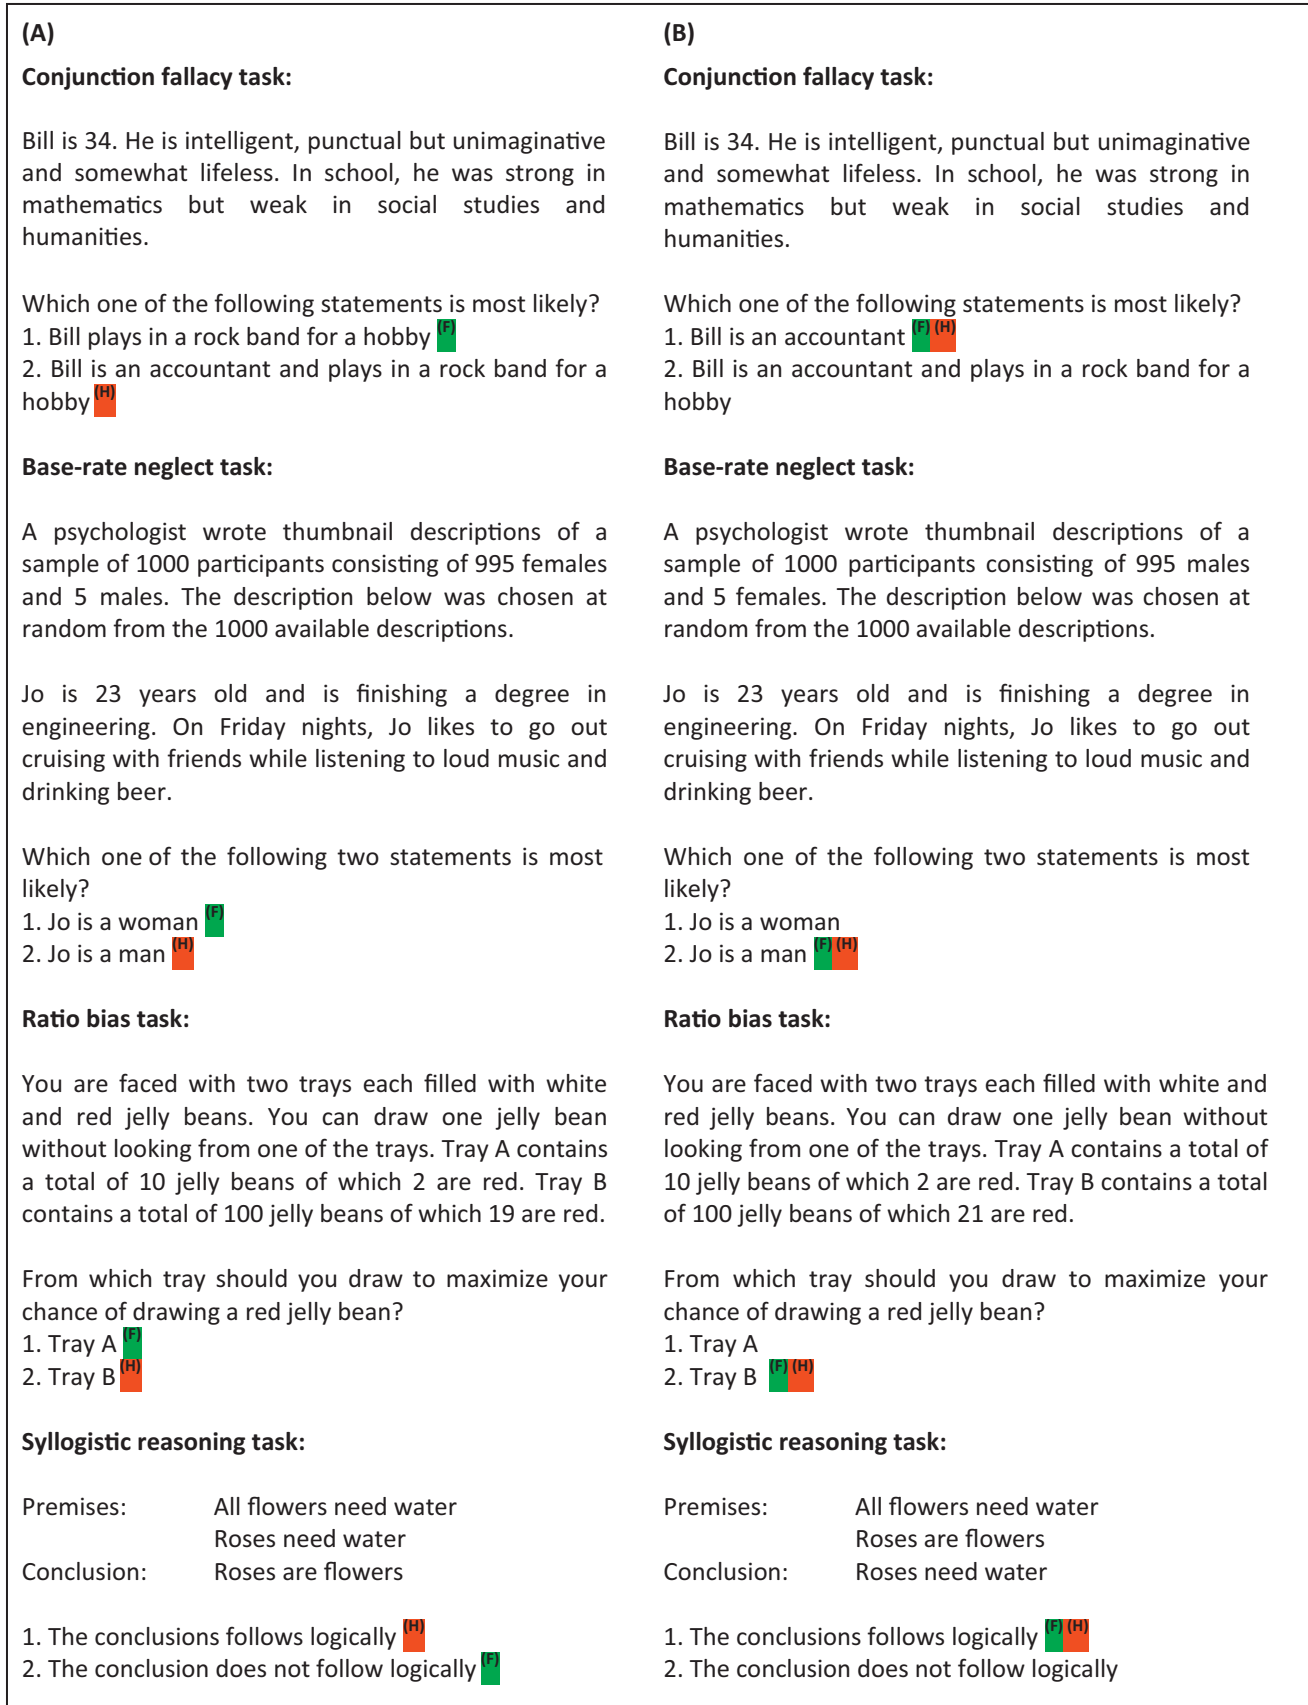 (A)
Conjunction fallacy task:
Bill is 34. He is intelligent, punctual but unimaginative
and somewhat lifeless. In school, he was strong in
mathematics but weak in social studies and
humanities.
Which one of the following statements is most likely?
1. Bill plays in a rock band for a hobby (F)
2. Bill is an accountant and plays in a rock band for a
hobby (H)
Base-rate neglect task:
A psychologist wrote thumbnail descriptions of a
sample of 1000 participants consisting of 995 females
and 5 males. The description below was chosen at
random from the 1000 available descriptions.
Jo is 23 years old and is finishing a degree in
engineering. On Friday nights, Jo likes to go out
cruising with friends while listening to loud music and
drinking beer.
Which one of the following two statements is most
likely?
1. Jo is a woman (F)
2. Jo is a man (H)
Ratio bias task:
You are faced with two trays each filled with white
and red jelly beans. You can draw one jelly bean
without looking from one of the trays. Tray A contains
a total of 10 jelly beans of which 2 are red. Tray B
contains a total of 100 jelly beans of which 19 are red.
From which tray should you draw to maximize your
chance of drawing a red jelly bean?
1. Tray A (F)
2. Tray B (H)
Syllogistic reasoning task:
Premises: All flowers need water
Roses need water
Conclusion: Roses are flowers
1. The conclusions follows logically (H)
2. The conclusion does not follow logically (F)
(B)
Conjunction fallacy task:
Bill is 34. He is intelligent, punctual but unimaginative
and somewhat lifeless. In school, he was strong in
mathematics but weak in social studies and
humanities.
Which one of the following statements is most likely?
1. Bill is an accountant (F) (H)
2. Bill is an accountant and plays in a rock band for a
hobby
Base-rate neglect task:
A psychologist wrote thumbnail descriptions of a
sample of 1000 participants consisting of 995 males
and 5 females. The description below was chosen at
random from the 1000 available descriptions.
Jo is 23 years old and is finishing a degree in
engineering. On Friday nights, Jo likes to go out
cruising with friends while listening to loud music and
drinking beer.
Which one of the following two statements is most
likely?
1. Jo is a woman
2. Jo is a man (F) (H)
Ratio bias task:
You are faced with two trays each filled with white and
red jelly beans. You can draw one jelly bean without
looking from one of the trays. Tray A contains a total of
10 jelly beans of which 2 are red. Tray B contains a total
of 100 jelly beans of which 21 are red.
From which tray should you draw to maximize your
chance of drawing a red jelly bean?
1. Tray A
2. Tray B (F) (H)
Syllogistic reasoning task:
Premises: All flowers need water
Roses are flowers
Conclusion: Roses need water
1. The conclusions follows logically (F) (H)
2. The conclusion does not follow logically